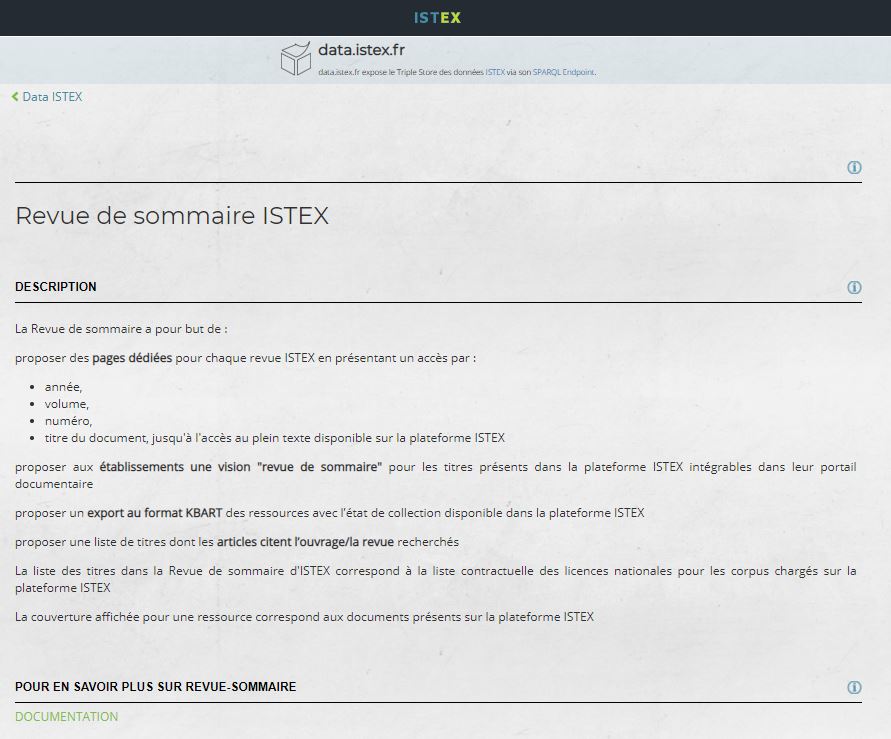 ISTEX
data.istex.fr
data.istex.fr expose le Triple Store des données ISTEX via son SPARQL Endpoint.
Data ISTEX
Revue de sommaire ISTEX
DESCRIPTION
La Revue de sommaire a pour but de :
proposer des pages dédiées pour chaque revue ISTEX en présentant un accès par :
• année,
• volume,
• numéro,
• titre du document, jusqu'à l'accès au plein texte disponible sur la plateforme ISTEX
proposer aux établissements une vision "revue de sommaire" pour les titres présents dans la plateforme ISTEX intégrables dans leur portail
documentaire
proposer un export au format KBART des ressources avec l’état de collection disponible dans la plateforme ISTEX
proposer une liste de titres dont les articles citent l’ouvrage/la revue recherchés
La liste des titres dans la Revue de sommaire d'ISTEX correspond à la liste contractuelle des licences nationales pour les corpus chargés sur la
plateforme ISTEX
La couverture affichée pour une ressource correspond aux documents présents sur la plateforme ISTEX
POUR EN SAVOIR PLUS SUR REVUE-SOMMAIRE
DOCUMENTATION